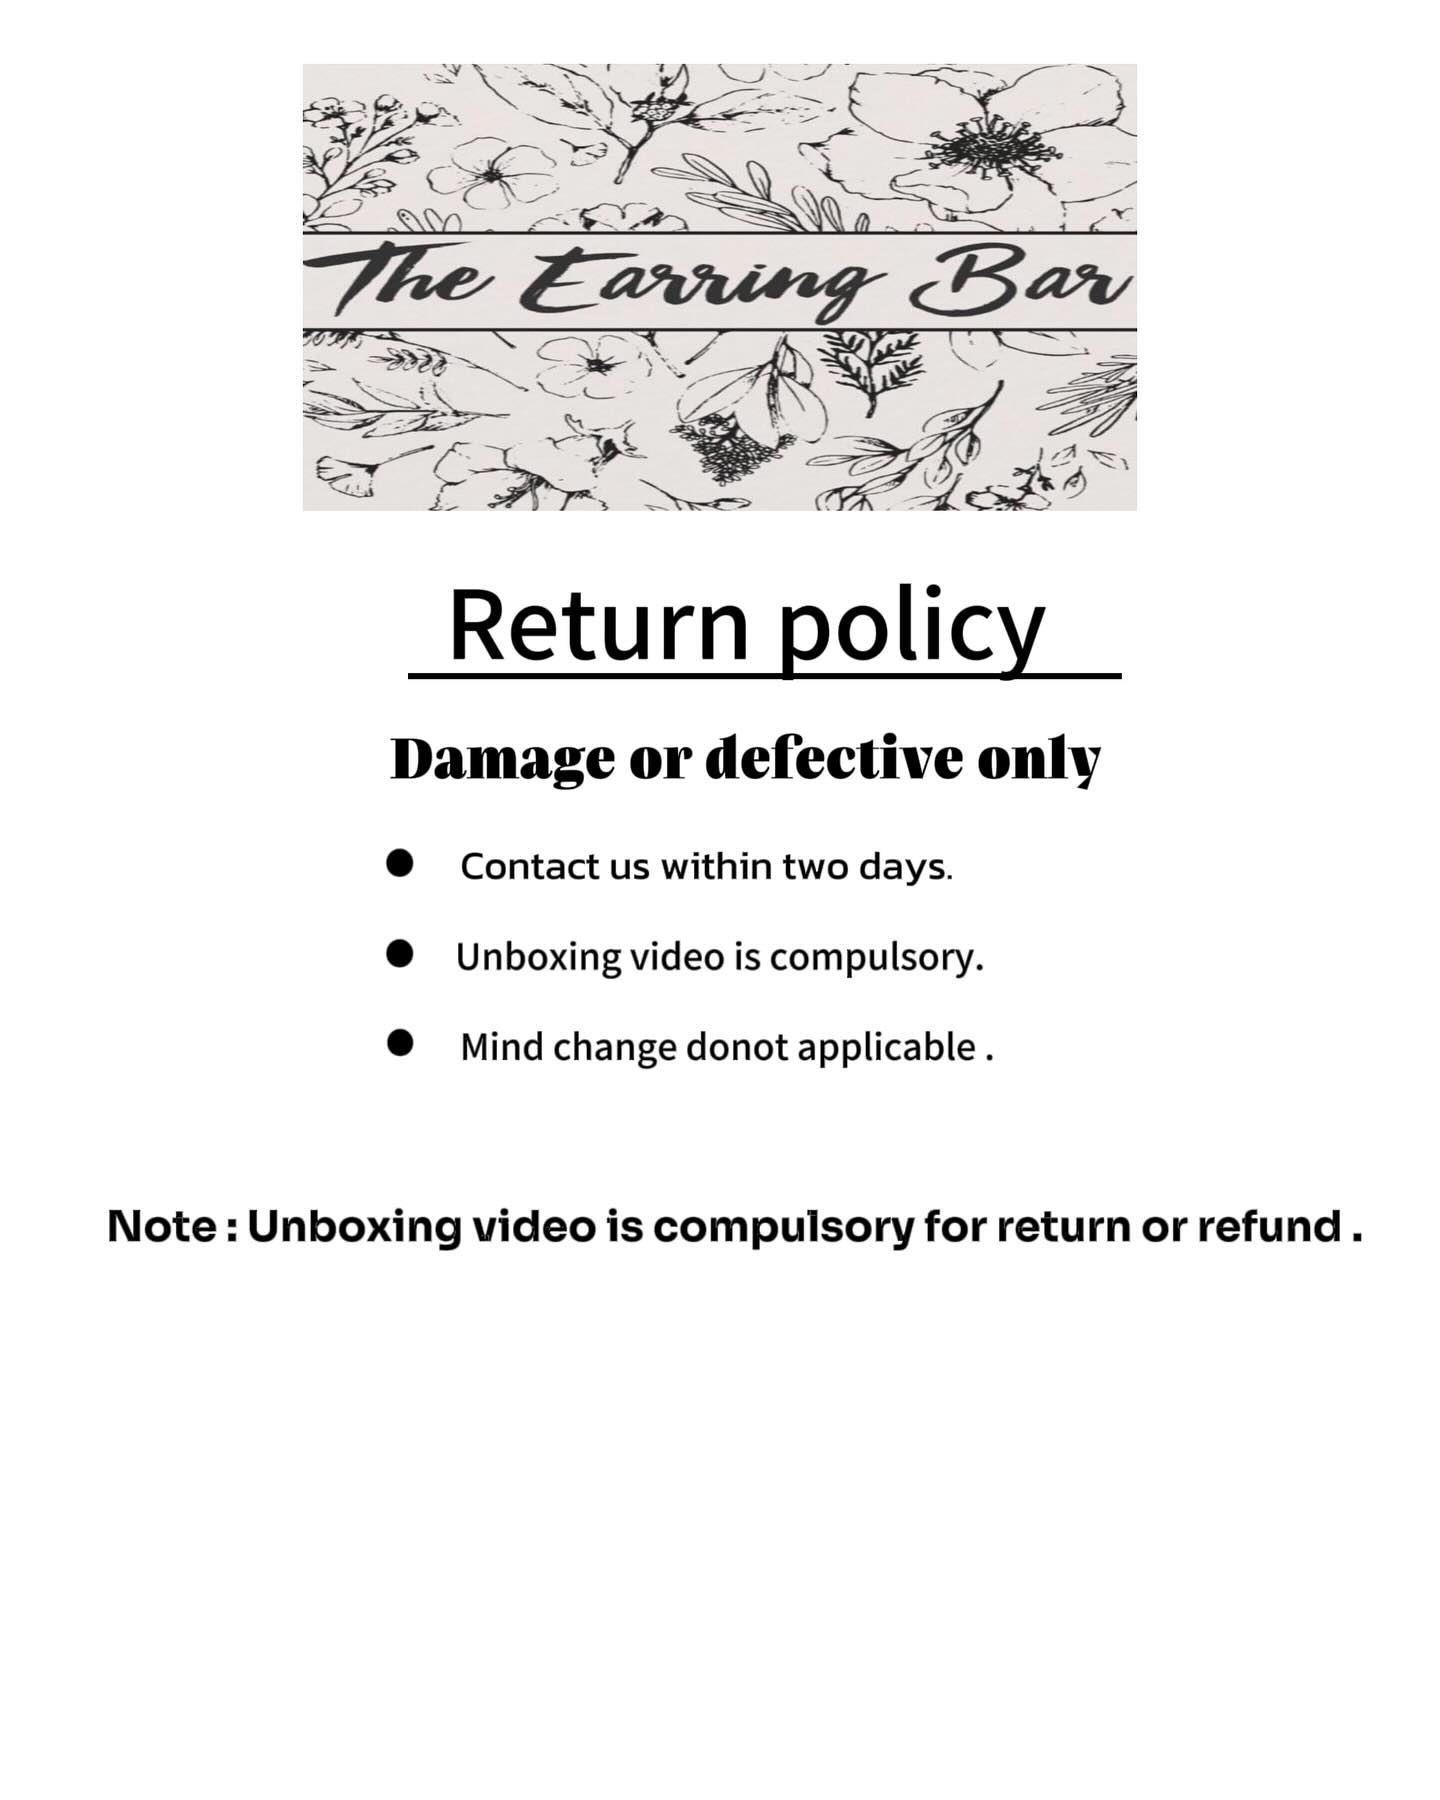 The Earring Bar
Return policy
Damage or defective only
● Contact us within two days.
● Unboxing video is compulsory.
● Mind change donot applicable .
Note : Unboxing video is compulsory for return or refund .